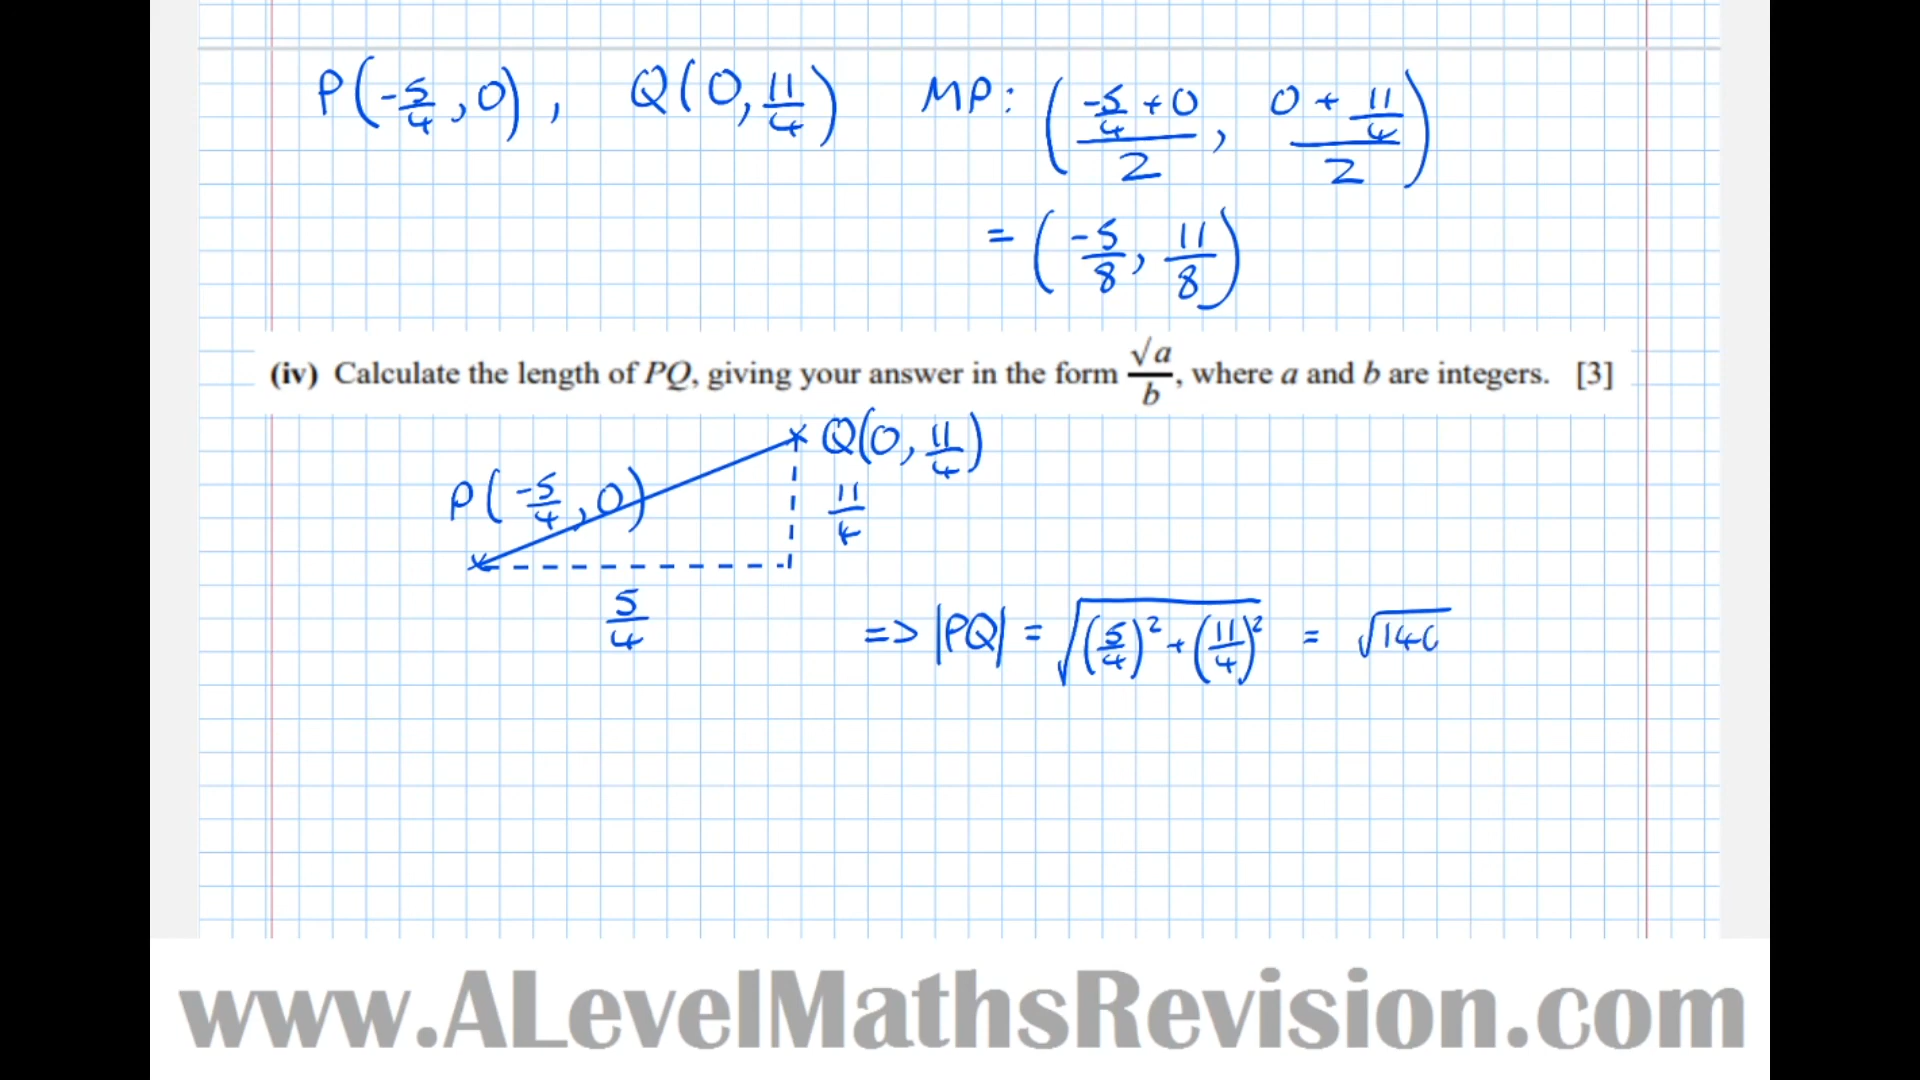 P(-5/4, 0), Q(0, 11/4) MP: ((-5/4 + 0)/2, (0 + 11/4)/2)
= (-5/8, 11/8)
(iv) Calculate the length of PQ, giving your answer in the form √a/b, where a and b are integers. [3]
Q(0, 11/4)
P(-5/4, 0)
11/4
5/4
=> |PQ| = √((5/4)² + (11/4)²) = √146
www.ALevelMathsRevision.com